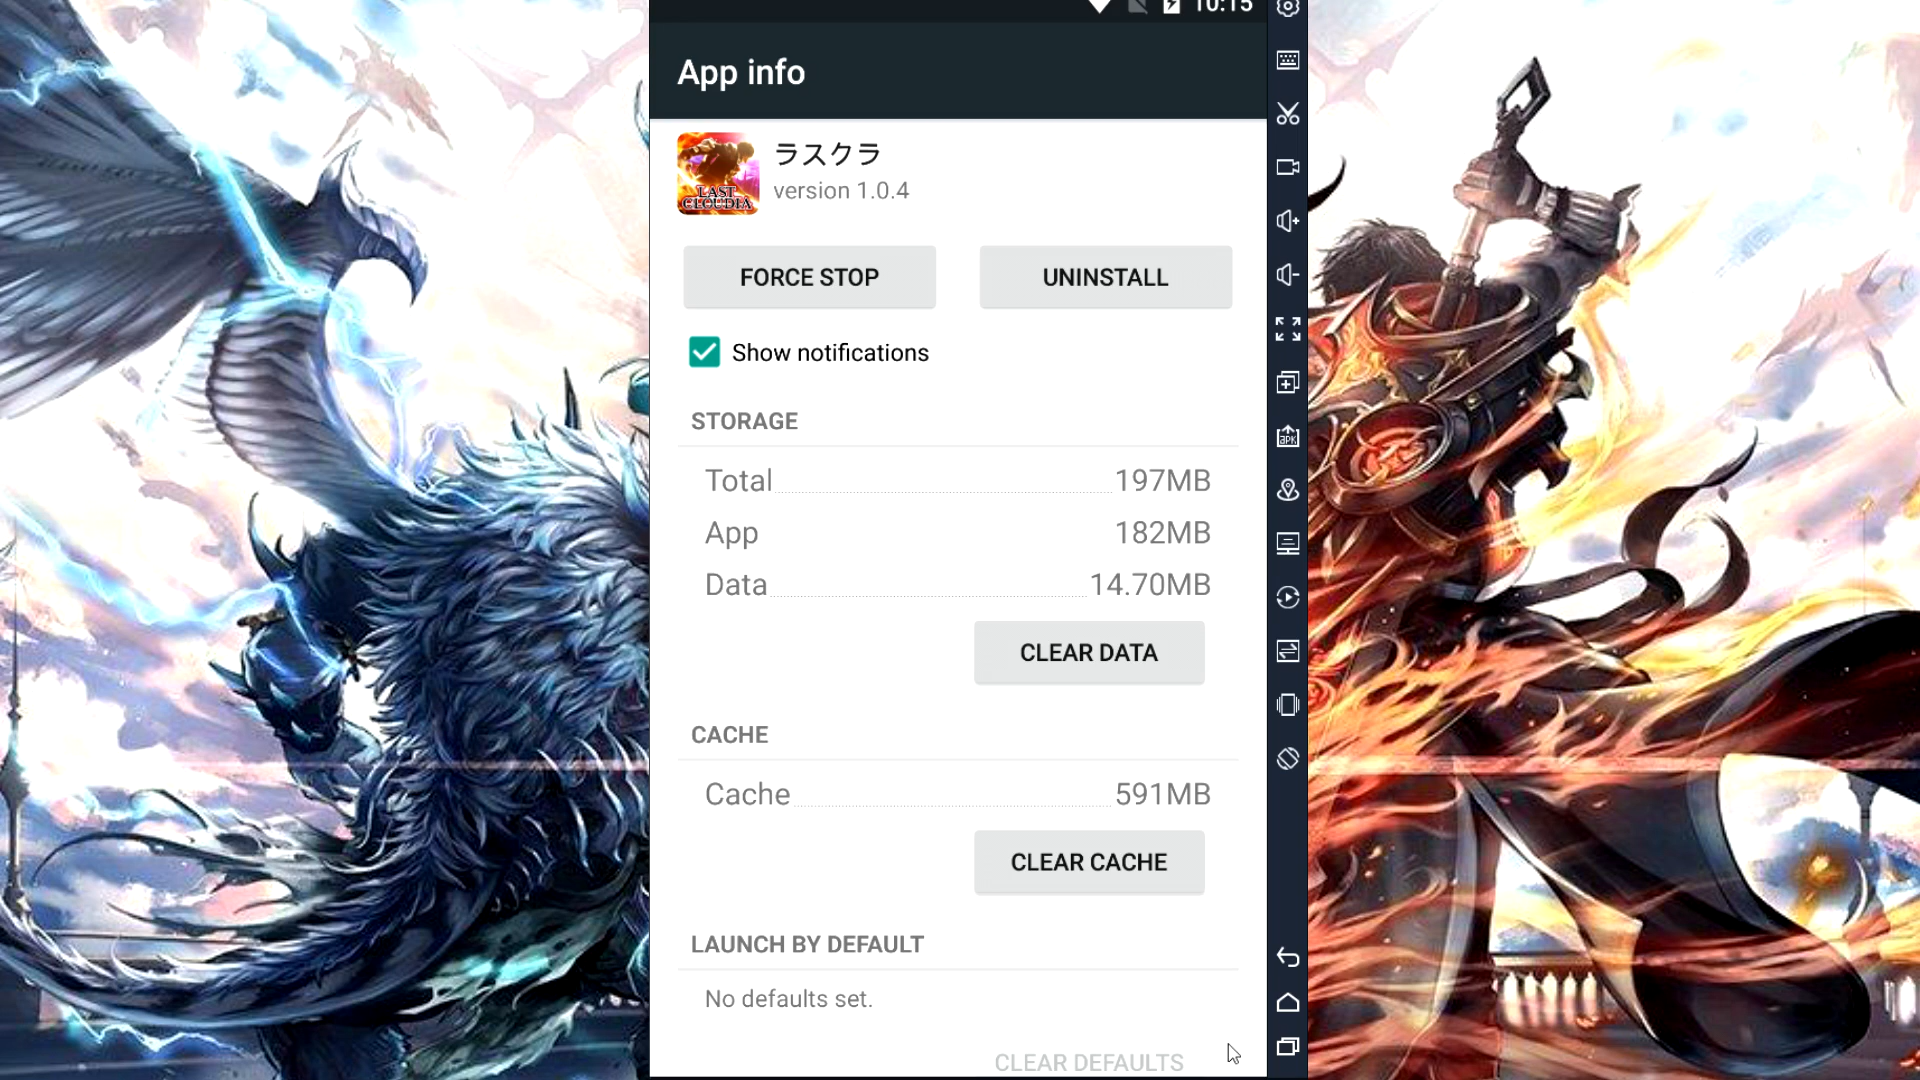 10:15
App info
ラスクラ
version 1.0.4
LAST
CLOUDIA
FORCE STOP
UNINSTALL
Show notifications
STORAGE
Total 197MB
App 182MB
Data 14.70MB
CLEAR DATA
CACHE
Cache 591MB
CLEAR CACHE
LAUNCH BY DEFAULT
No defaults set.
CLEAR DEFAULTS
APK